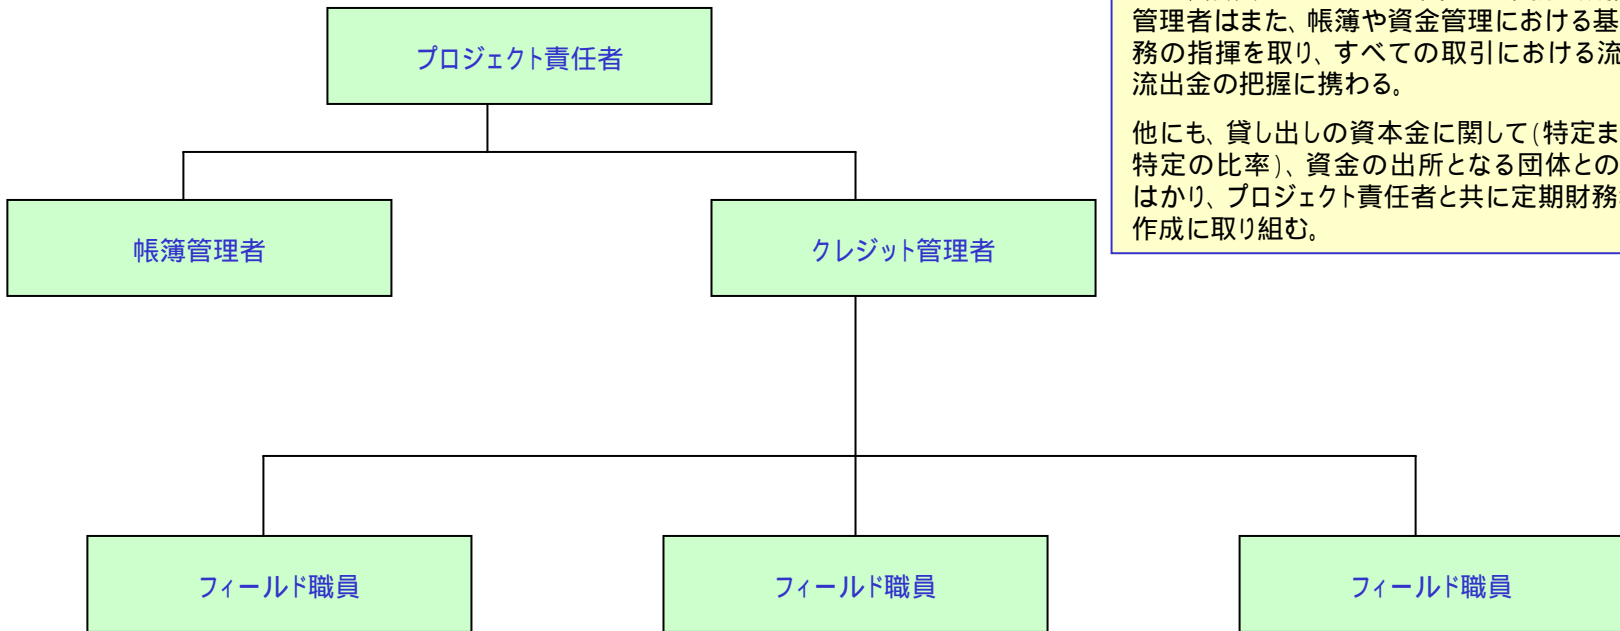 プロジェクト責任者
管理者はまた、帳簿や資金管理における基
務の指揮を取り、すべての取引における流
流出金の把握に携わる。
他にも、貸し出しの資本金に関して(特定ま
特定の比率)、資金の出所となる団体との
はかり、プロジェクト責任者と共に定期財務
作成に取り組む。
帳簿管理者
クレジット管理者
フィールド職員
フィールド職員
フィールド職員